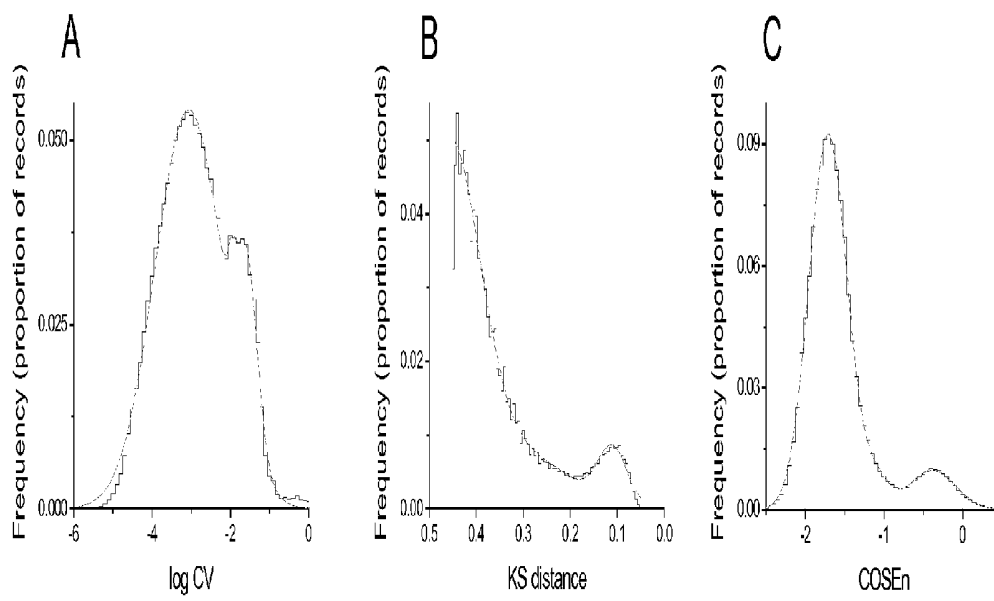 A
B
C
Frequency (proportion of records)
0.050
0.025
0.000
-6
-4
-2
0
log CV
Frequency (proportion of records)
0.04
0.02
0.00
0.5
0.4
0.3
0.2
0.1
0.0
KS distance
Frequency (proportion of records)
0.09
0.06
0.03
0.00
-2
-1
0
COSEn